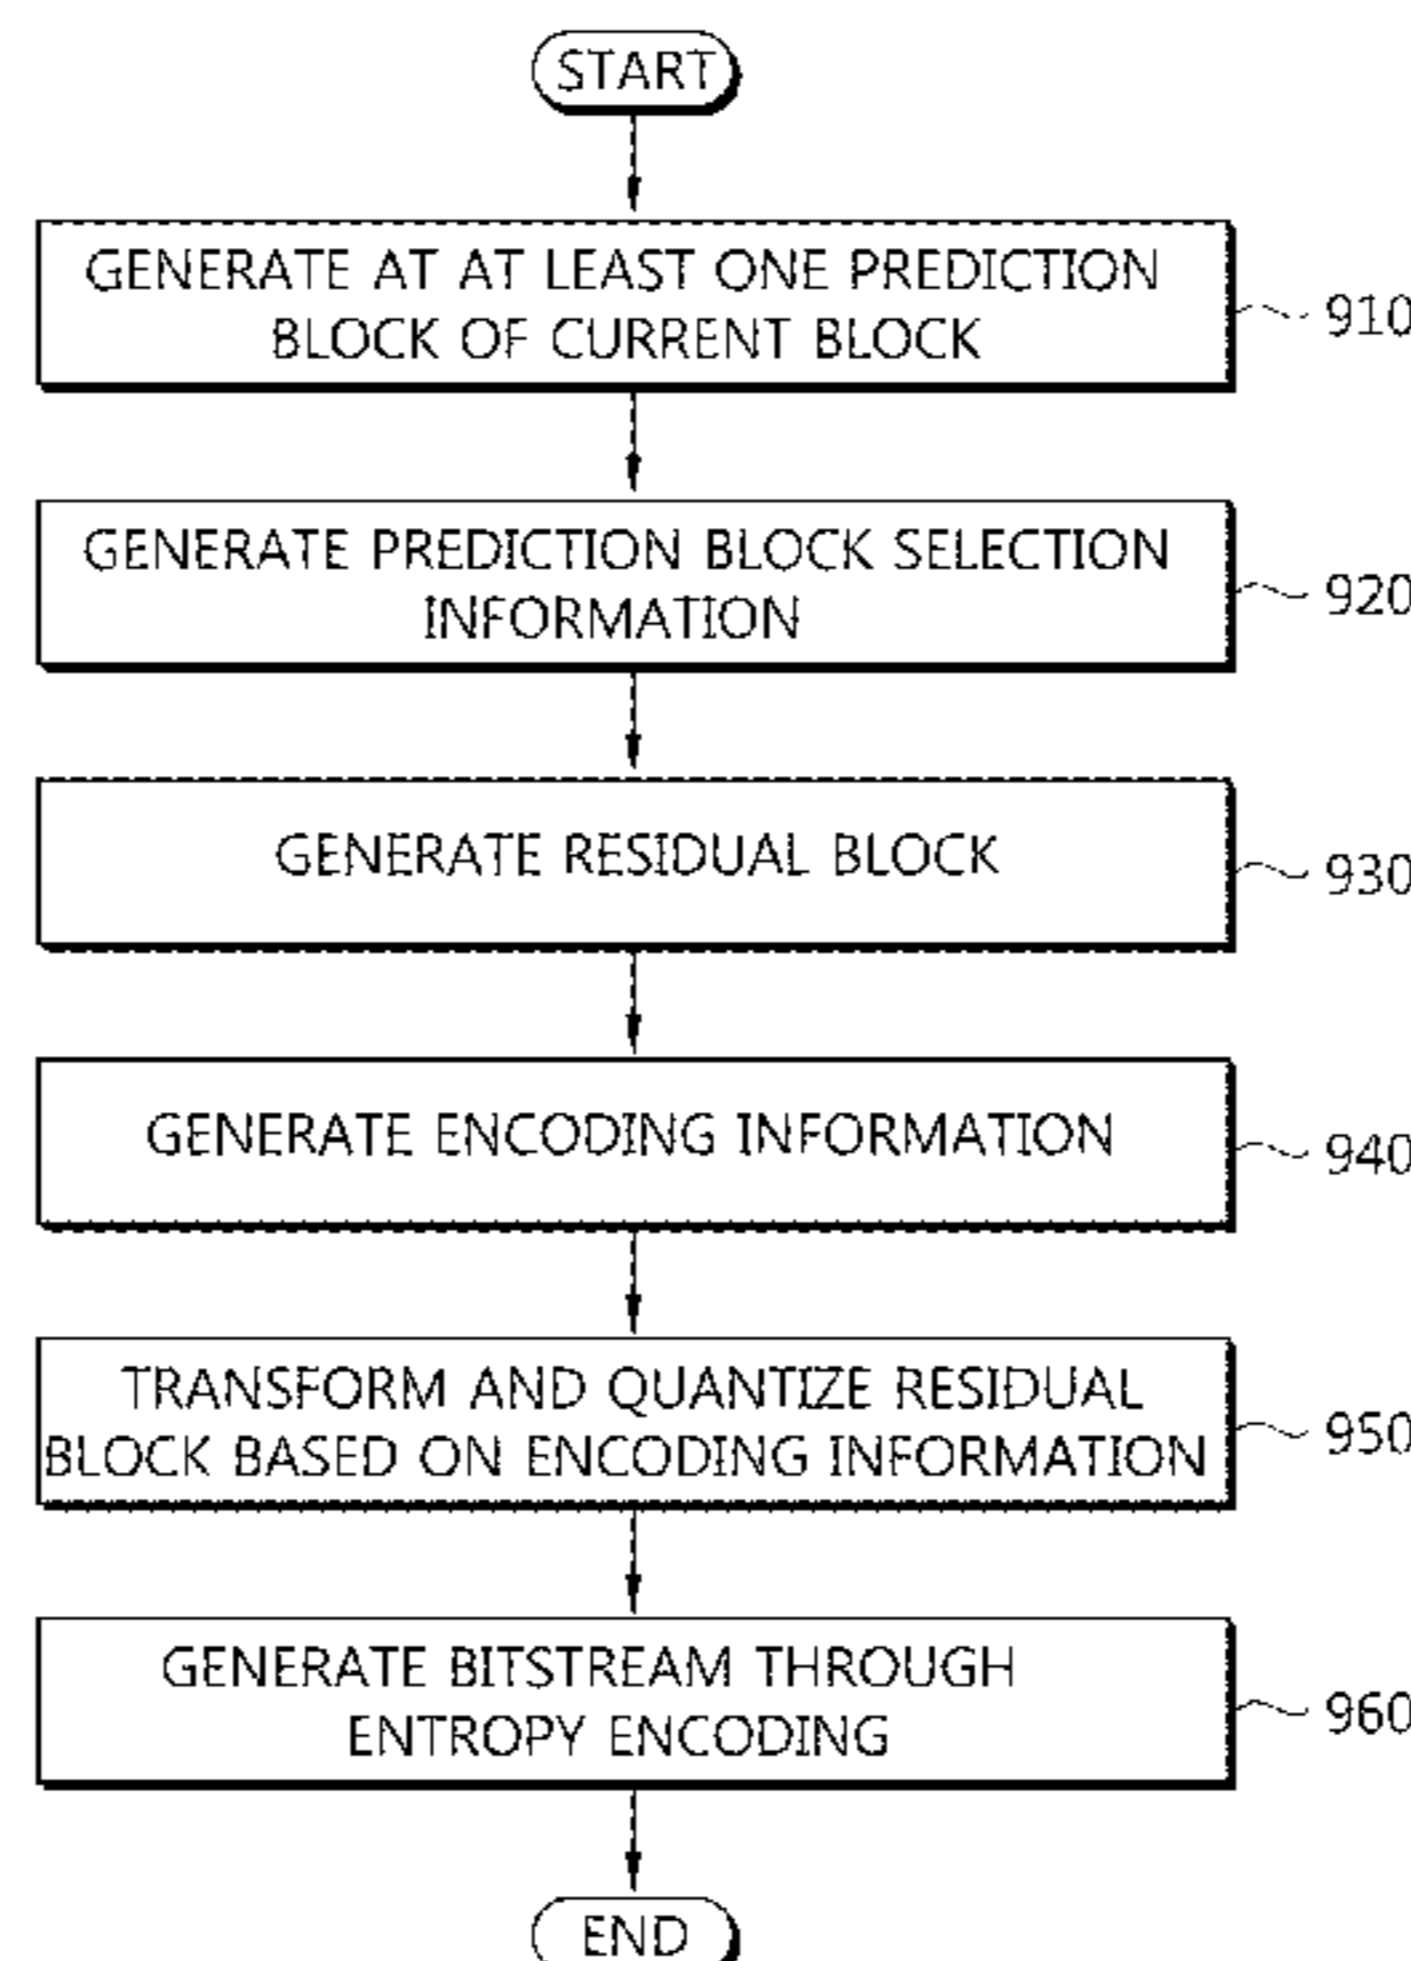 START
GENERATE AT AT LEAST ONE PREDICTION
BLOCK OF CURRENT BLOCK
910
GENERATE PREDICTION BLOCK SELECTION
INFORMATION
920
GENERATE RESIDUAL BLOCK
930
GENERATE ENCODING INFORMATION
940
TRANSFORM AND QUANTIZE RESIDUAL
BLOCK BASED ON ENCODING INFORMATION
950
GENERATE BITSTREAM THROUGH
ENTROPY ENCODING
960
END